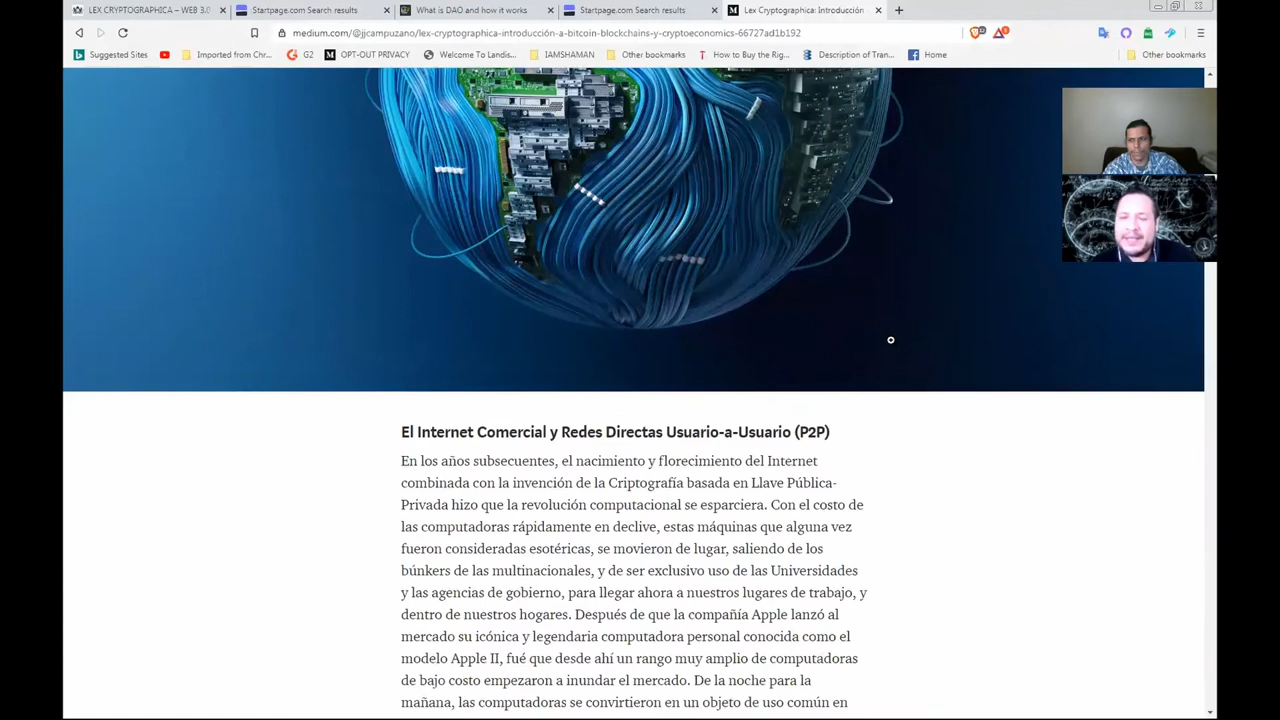 LEX CRYPTOGRAPHICA – WEB 3.0
Startpage.com Search results
What is DAO and how it works
Startpage.com Search results
Lex Cryptographica: Introducción
medium.com/@jjcampuzano/lex-cryptographica-introducción-a-bitcoin-blockchains-y-cryptoeconomics-66727ad1b192
Suggested Sites
Imported from Chr...
G2
OPT-OUT PRIVACY
Welcome To Landis...
IAMSHAMAN
Other bookmarks
How to Buy the Rig...
Description of Tran...
Home
Other bookmarks
El Internet Comercial y Redes Directas Usuario-a-Usuario (P2P)
En los años subsecuentes, el nacimiento y florecimiento del Internet
combinada con la invención de la Criptografía basada en Llave Pública-
Privada hizo que la revolución computacional se esparciera. Con el costo de
las computadoras rápidamente en declive, estas máquinas que alguna vez
fueron consideradas esotéricas, se movieron de lugar, saliendo de los
búnkers de las multinacionales, y de ser exclusivo uso de las Universidades
y las agencias de gobierno, para llegar ahora a nuestros lugares de trabajo, y
dentro de nuestros hogares. Después de que la compañía Apple lanzó al
mercado su icónica y legendaria computadora personal conocida como el
modelo Apple II, fué que desde ahí un rango muy amplio de computadoras
de bajo costo empezaron a inundar el mercado. De la noche para la
mañana, las computadoras se convirtieron en un objeto de uso común en